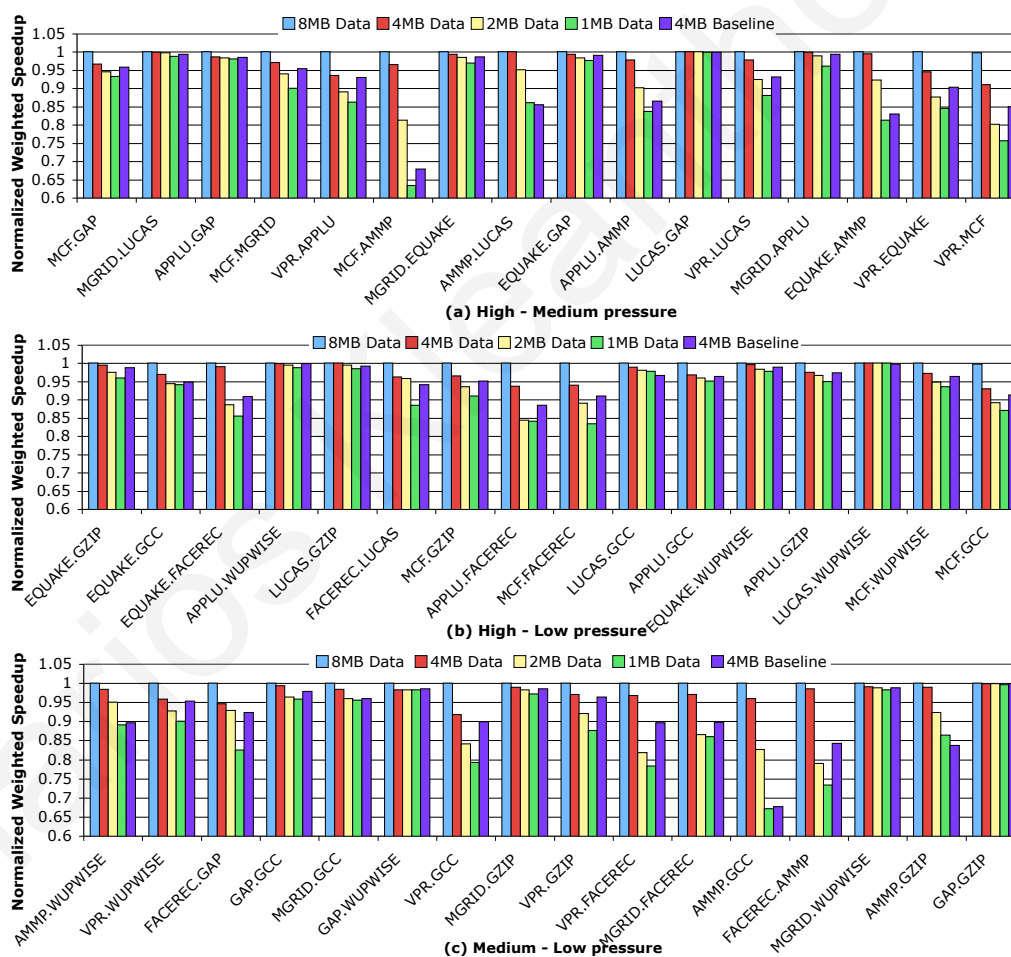 8MB Data 4MB Data 2MB Data 1MB Data 4MB Baseline
Normalized Weighted Speedup
1.05
1
0.95
0.9
0.85
0.8
0.75
0.7
0.65
0.6
MCF.GAP
MGRID.LUCAS
APPLU.GAP
MCF.MGRID
VPR.APPLU
MCF.AMMP
MGRID.EQUAKE
AMMP.LUCAS
EQUAKE.GAP
APPLU.AMMP
LUCAS.GAP
VPR.LUCAS
MGRID.APPLU
EQUAKE.AMMP
VPR.EQUAKE
VPR.MCF
(a) High - Medium pressure
8MB Data 4MB Data 2MB Data 1MB Data 4MB Baseline
Normalized Weighted Speedup
1.05
1
0.95
0.9
0.85
0.8
0.75
0.7
0.65
0.6
EQUAKE.GZIP
EQUAKE.GCC
EQUAKE.FACEREC
APPLU.WUPWISE
LUCAS.GZIP
FACEREC.LUCAS
MCF.GZIP
APPLU.FACEREC
MCF.FACEREC
LUCAS.GCC
APPLU.GCC
EQUAKE.WUPWISE
APPLU.GZIP
LUCAS.WUPWISE
MCF.WUPWISE
MCF.GCC
(b) High - Low pressure
8MB Data 4MB Data 2MB Data 1MB Data 4MB Baseline
Normalized Weighted Speedup
1.05
1
0.95
0.9
0.85
0.8
0.75
0.7
0.65
0.6
AMMP.WUPWISE
VPR.WUPWISE
FACEREC.GAP
GAP.GCC
MGRID.GCC
GAP.WUPWISE
VPR.GCC
MGRID.GZIP
VPR.GZIP
VPR.FACEREC
MGRID.FACEREC
AMMP.GCC
FACEREC.AMMP
MGRID.WUPWISE
AMMP.GZIP
GAP.GZIP
(c) Medium - Low pressure